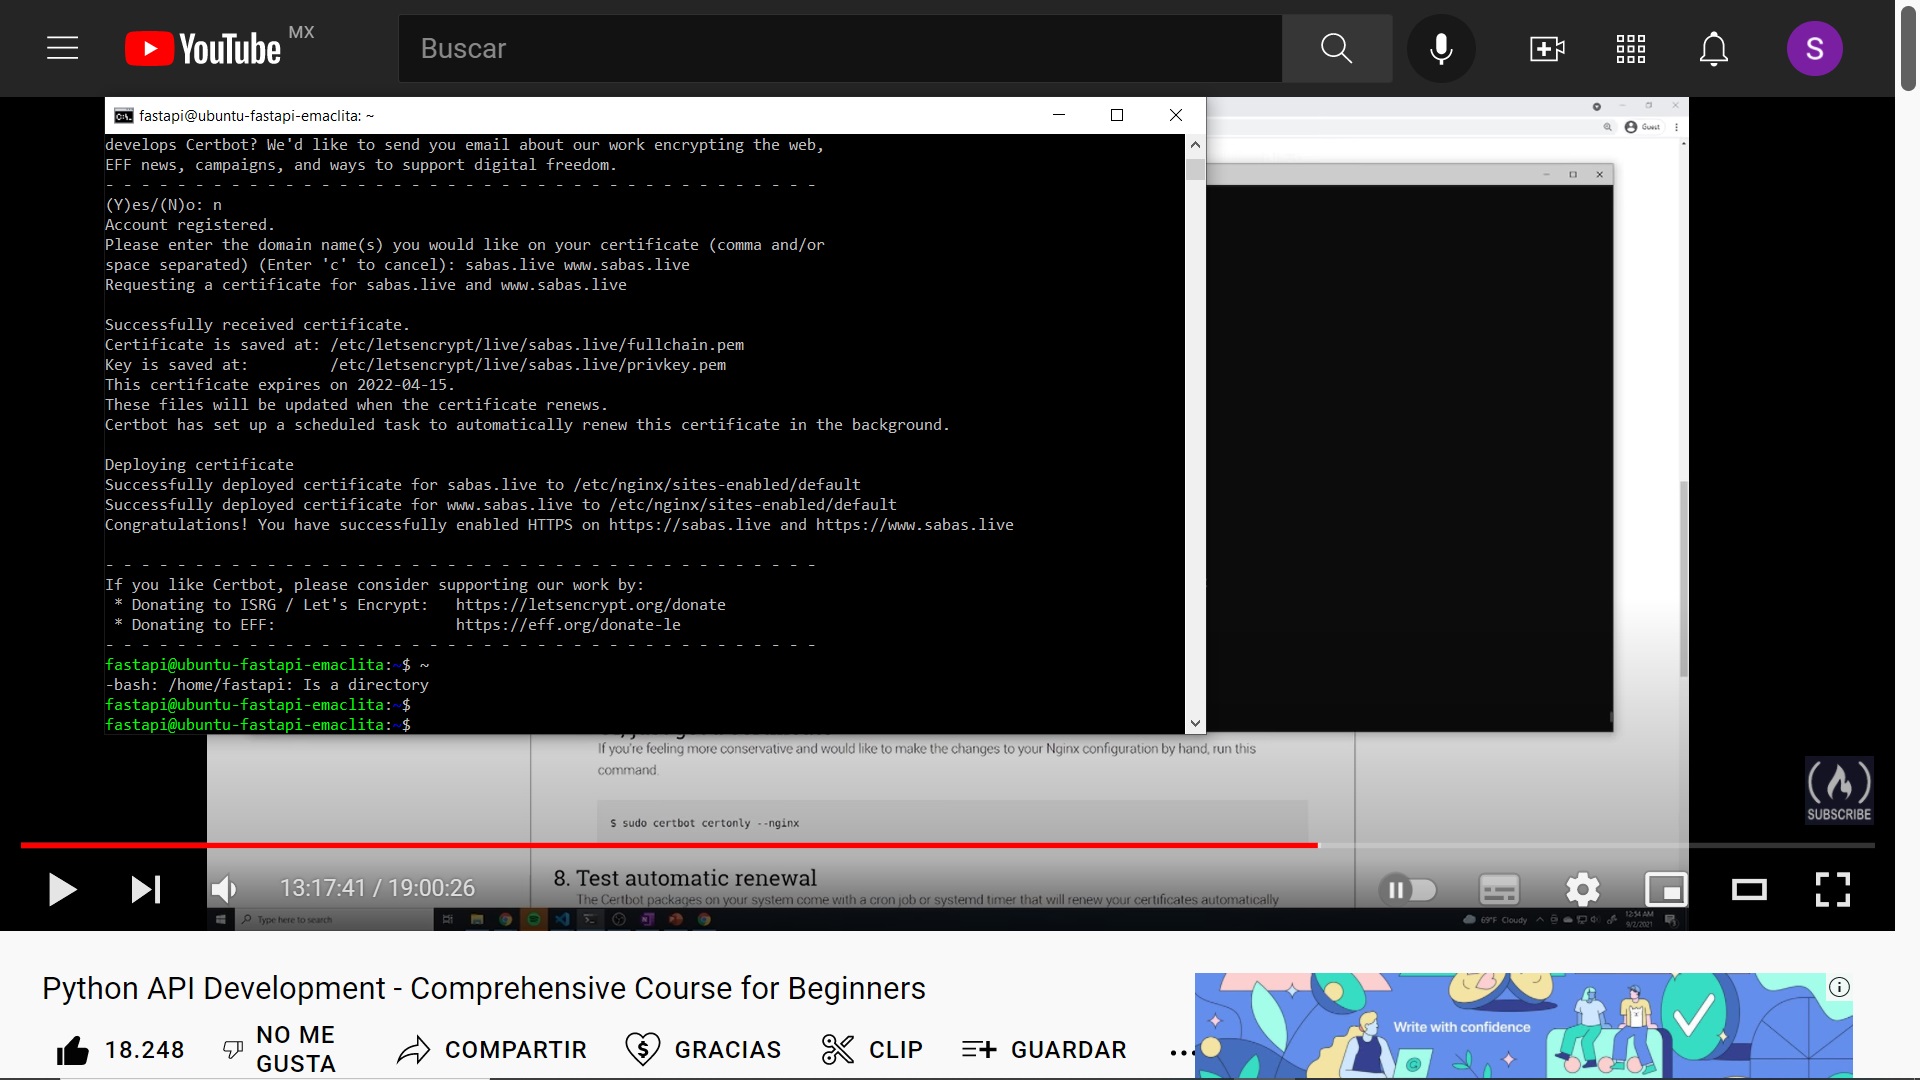 YouTube MX
Buscar
S
fastapi@ubuntu-fastapi-emaclita: ~
Guest
develops Certbot? We'd like to send you email about our work encrypting the web,
EFF news, campaigns, and ways to support digital freedom.
- - - - - - - - - - - - - - - - - - - - - - - - - - - - - - - - - - - - - - - -
(Y)es/(N)o: n
Account registered.
Please enter the domain name(s) you would like on your certificate (comma and/or
space separated) (Enter 'c' to cancel): sabas.live www.sabas.live
Requesting a certificate for sabas.live and www.sabas.live
Successfully received certificate.
Certificate is saved at: /etc/letsencrypt/live/sabas.live/fullchain.pem
Key is saved at: /etc/letsencrypt/live/sabas.live/privkey.pem
This certificate expires on 2022-04-15.
These files will be updated when the certificate renews.
Certbot has set up a scheduled task to automatically renew this certificate in the background.
Deploying certificate
Successfully deployed certificate for sabas.live to /etc/nginx/sites-enabled/default
Successfully deployed certificate for www.sabas.live to /etc/nginx/sites-enabled/default
Congratulations! You have successfully enabled HTTPS on https://sabas.live and https://www.sabas.live
- - - - - - - - - - - - - - - - - - - - - - - - - - - - - - - - - - - - - - - -
If you like Certbot, please consider supporting our work by:
* Donating to ISRG / Let's Encrypt: https://letsencrypt.org/donate
* Donating to EFF: https://eff.org/donate-le
- - - - - - - - - - - - - - - - - - - - - - - - - - - - - - - - - - - - - - - -
fastapi@ubuntu-fastapi-emaclita:~$ ~
-bash: /home/fastapi: Is a directory
fastapi@ubuntu-fastapi-emaclita:~$
fastapi@ubuntu-fastapi-emaclita:~$
If you're feeling more conservative and would like to make the changes to your Nginx configuration by hand, run this
command.
$ sudo certbot certonly --nginx
SUBSCRIBE
13:17:41 / 19:00:26
8. Test automatic renewal
The Certbot packages on your system come with a cron job or systemd timer that will renew your certificates automatically
Type here to search
69°F Cloudy
12:54 AM
9/2/2021
Python API Development - Comprehensive Course for Beginners
18.248
NO ME GUSTA
COMPARTIR
GRACIAS
CLIP
GUARDAR
...
Write with confidence